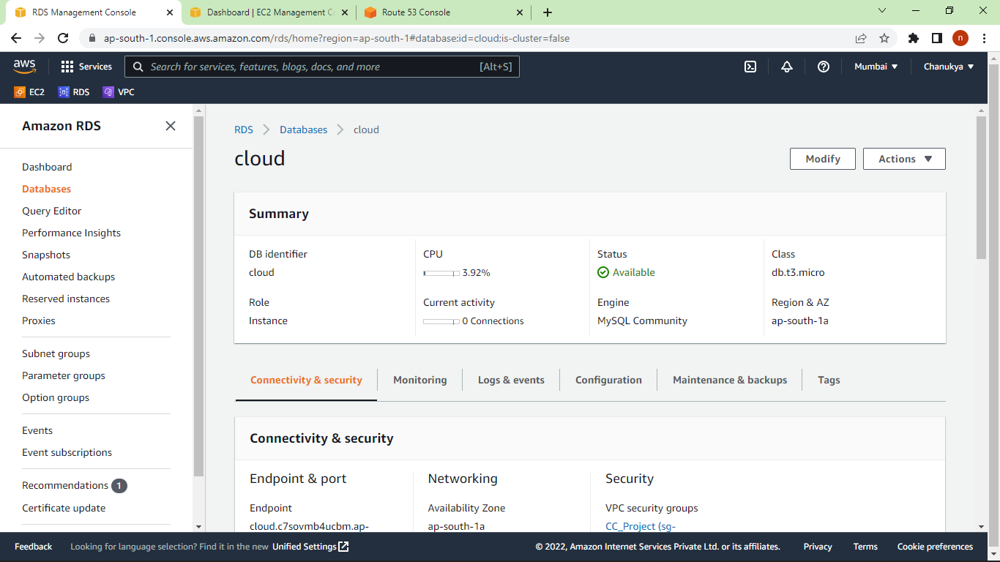 RDS Management Console
Dashboard | EC2 Management Co
Route 53 Console
ap-south-1.console.aws.amazon.com/rds/home?region=ap-south-1#database:id=cloud;is-cluster=false
n
aws
Services
Search for services, features, blogs, docs, and more [Alt+S]
Mumbai
Chanukya
EC2
RDS
VPC
Amazon RDS
Dashboard
Databases
Query Editor
Performance Insights
Snapshots
Automated backups
Reserved instances
Proxies
Subnet groups
Parameter groups
Option groups
Events
Event subscriptions
Recommendations 1
Certificate update
RDS > Databases > cloud
cloud
Modify
Actions
Summary
DB identifier
cloud
CPU
3.92%
Status
Available
Class
db.t3.micro
Role
Instance
Current activity
0 Connections
Engine
MySQL Community
Region & AZ
ap-south-1a
Connectivity & security
Monitoring
Logs & events
Configuration
Maintenance & backups
Tags
Connectivity & security
Endpoint & port
Endpoint
cloud.c7sovmb4ucbm.ap-
Networking
Availability Zone
ap-south-1a
Security
VPC security groups
CC_Project (sg-
Feedback
Looking for language selection? Find it in the new Unified Settings
© 2022, Amazon Internet Services Private Ltd. or its affiliates.
Privacy
Terms
Cookie preferences